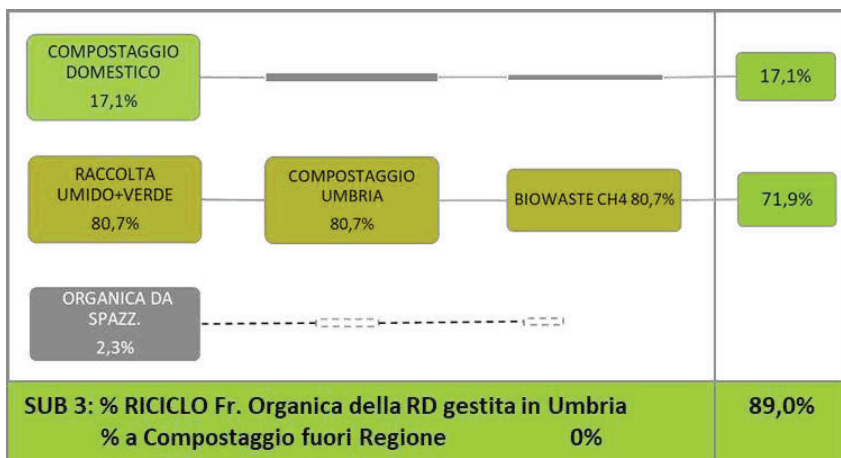 COMPOSTAGGIO
DOMESTICO
17,1%
17,1%
RACCOLTA
UMIDO+VERDE
80,7%
COMPOSTAGGIO
UMBRIA
80,7%
BIOWASTE CH4 80,7%
71,9%
ORGANICA DA
SPAZZ.
2,3%
SUB 3: % RICICLO Fr. Organica della RD gestita in Umbria 89,0%
% a Compostaggio fuori Regione 0%